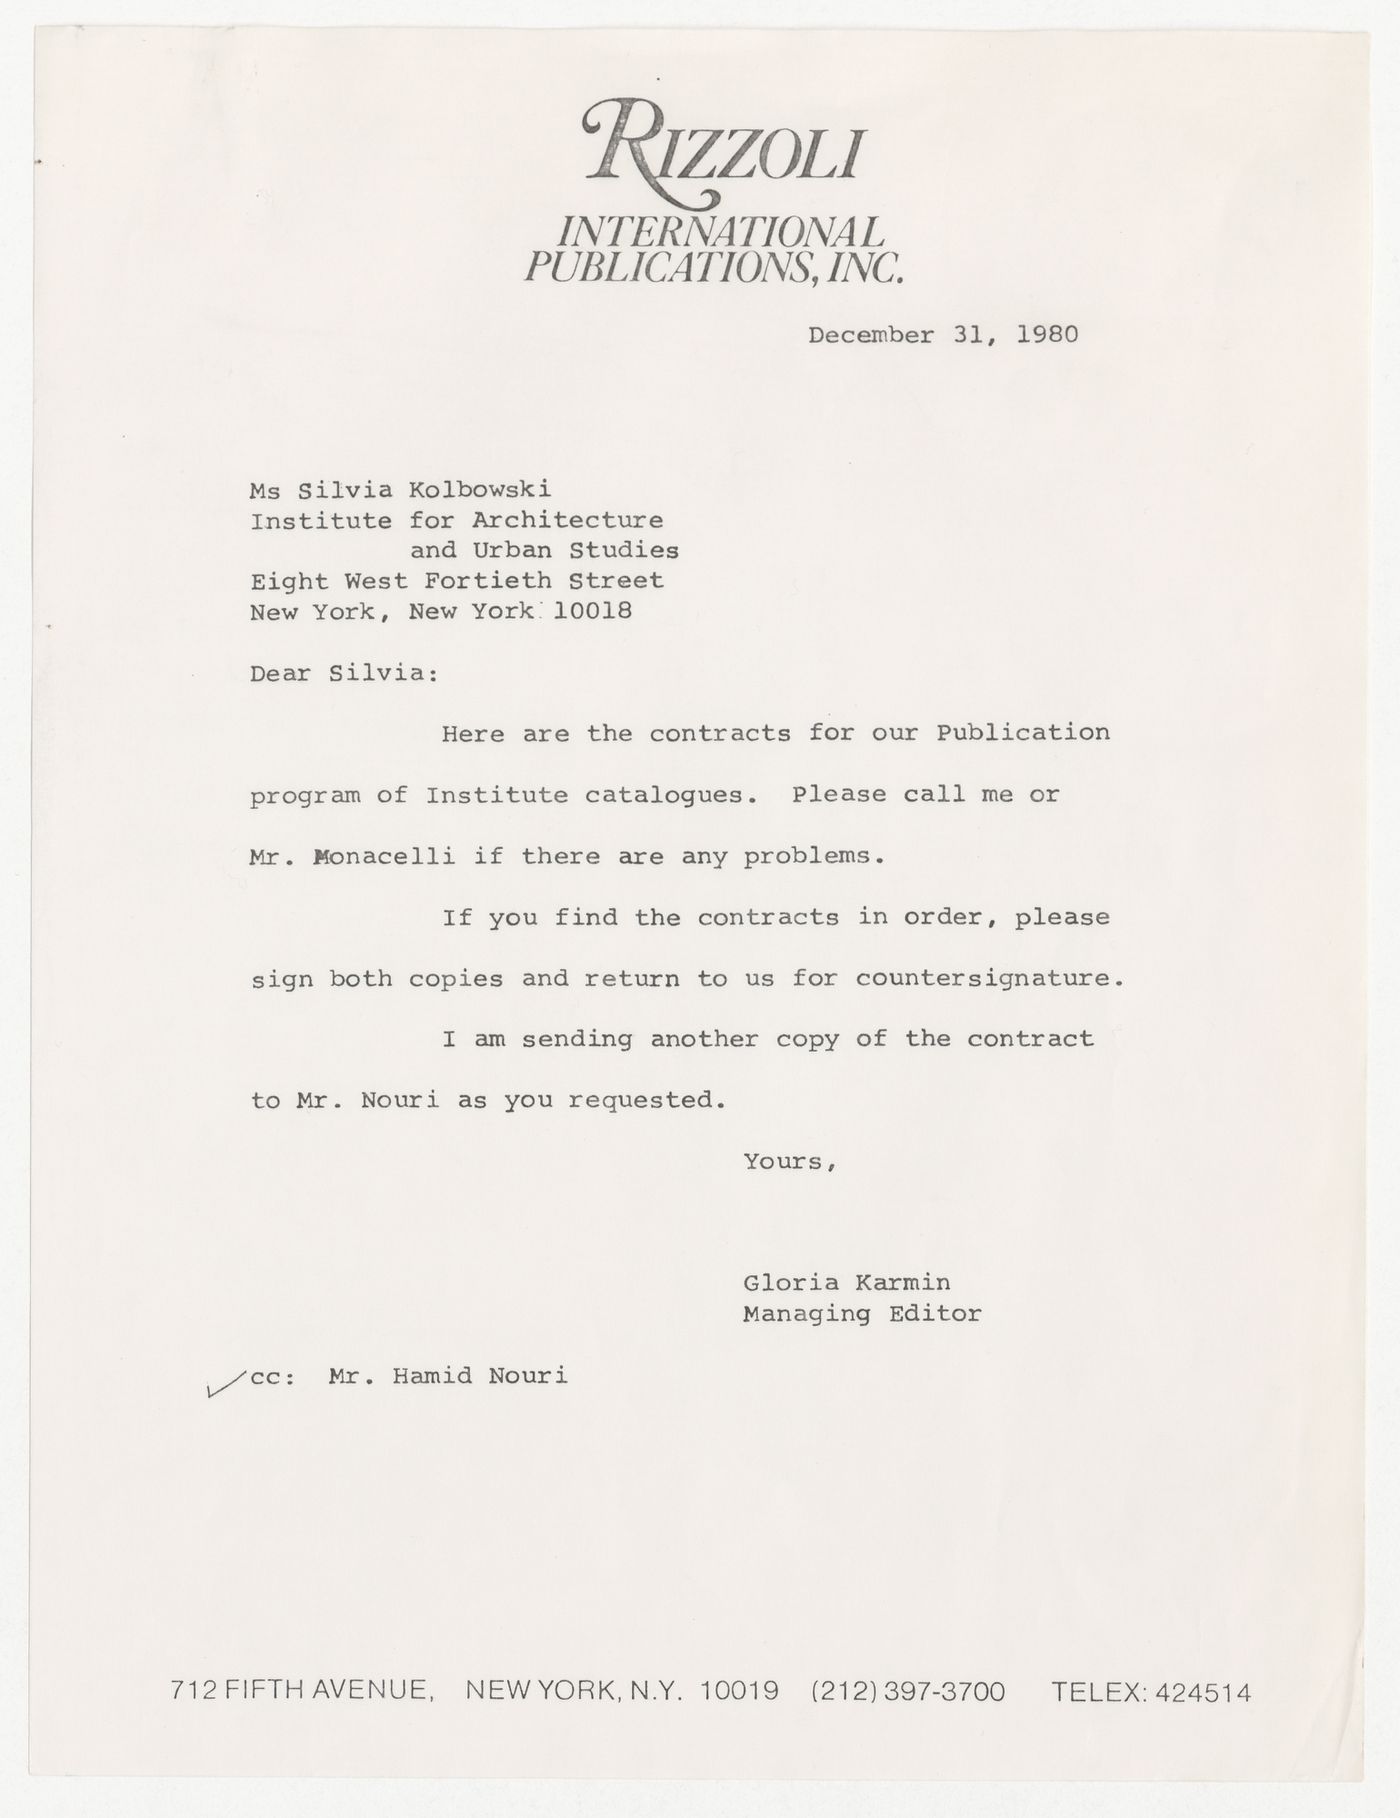 RIZZOLI
INTERNATIONAL
PUBLICATIONS, INC.
December 31, 1980
Ms Silvia Kolbowski
Institute for Architecture
and Urban Studies
Eight West Fortieth Street
New York, New York 10018
Dear Silvia:
Here are the contracts for our Publication
program of Institute catalogues. Please call me or
Mr. Monacelli if there are any problems.
If you find the contracts in order, please
sign both copies and return to us for countersignature.
I am sending another copy of the contract
to Mr. Nouri as you requested.
Yours,
Gloria Karmin
Managing Editor
cc: Mr. Hamid Nouri
712 FIFTH AVENUE, NEW YORK, N.Y. 10019 (212) 397-3700 TELEX: 424514